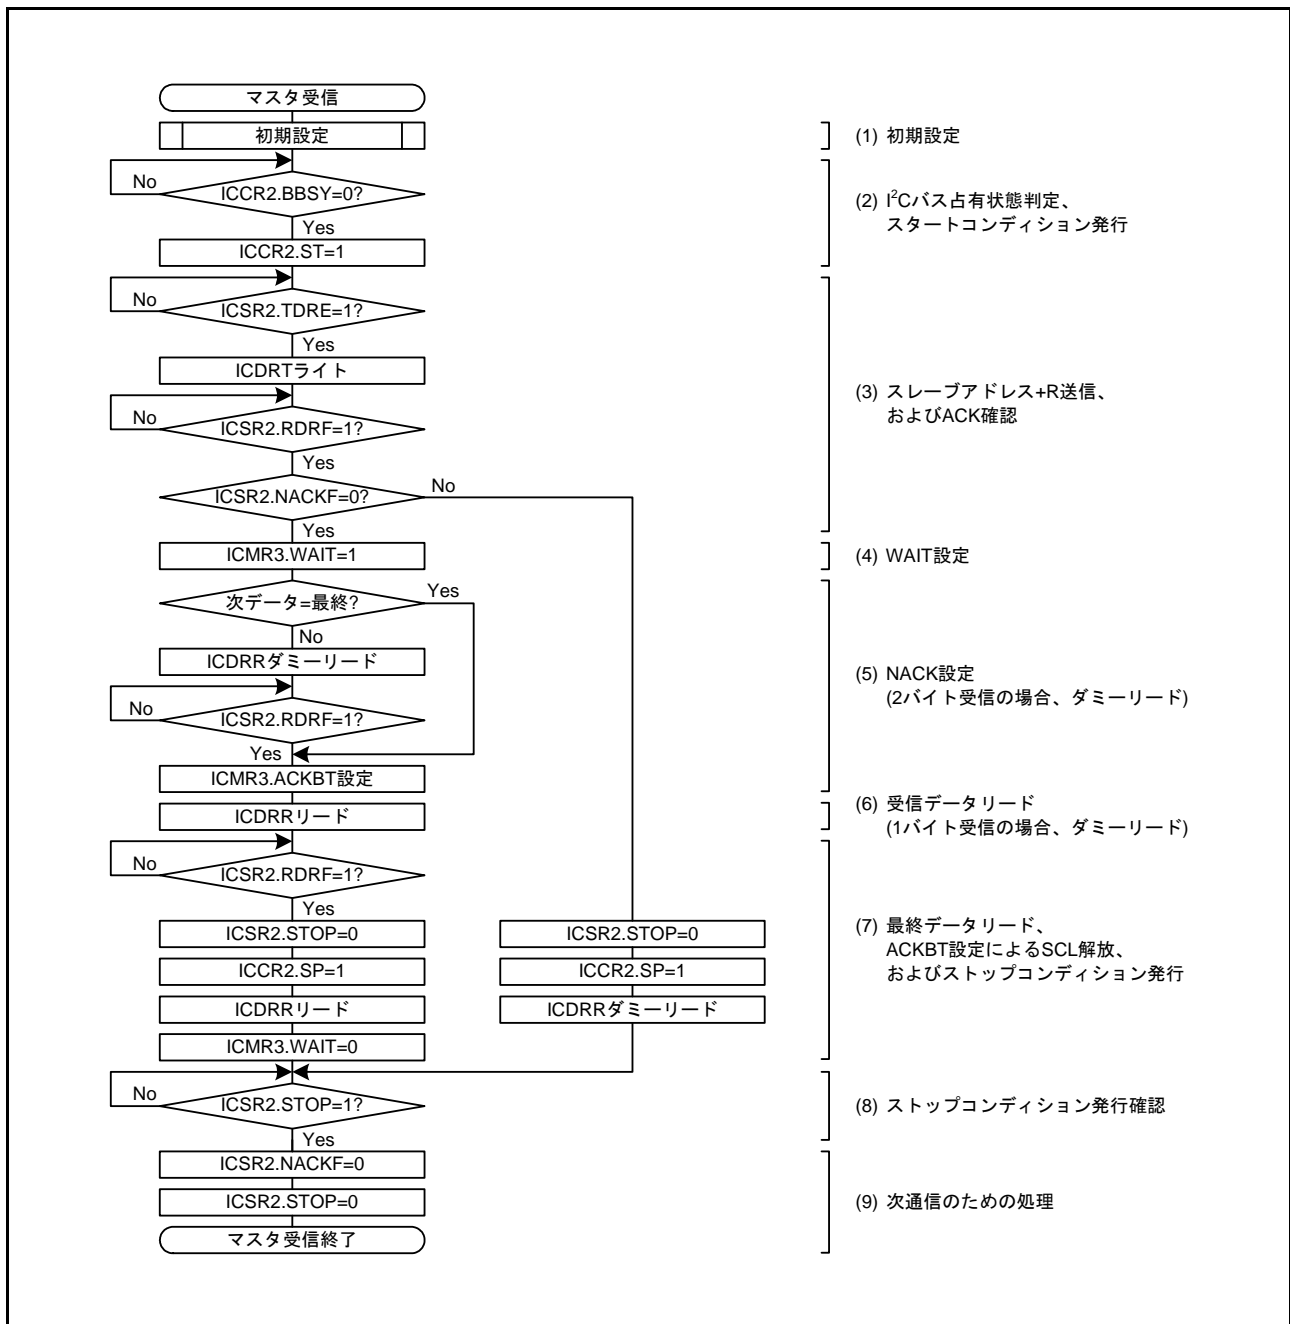 マスタ受信
初期設定
(1) 初期設定
No
ICCR2.BBSY=0?
Yes
ICCR2.ST=1
(2) I²Cバス占有状態判定、
スタートコンディション発行
No
ICSR2.TDRE=1?
Yes
ICDRTライト
No
ICSR2.RDRF=1?
Yes
ICSR2.NACKF=0?
No
Yes
(3) スレーブアドレス+R送信、
およびACK確認
ICMR3.WAIT=1
(4) WAIT設定
次データ=最終?
Yes
No
ICDRRダミーリード
No
ICSR2.RDRF=1?
Yes
ICMR3.ACKBT設定
(5) NACK設定
(2バイト受信の場合、ダミーリード)
ICDRRリード
(6) 受信データリード
(1バイト受信の場合、ダミーリード)
No
ICSR2.RDRF=1?
Yes
ICSR2.STOP=0
ICCR2.SP=1
ICDRRリード
ICMR3.WAIT=0
ICSR2.STOP=0
ICCR2.SP=1
ICDRRダミーリード
(7) 最終データリード、
ACKBT設定によるSCL解放、
およびストップコンディション発行
No
ICSR2.STOP=1?
Yes
(8) ストップコンディション発行確認
ICSR2.NACKF=0
ICSR2.STOP=0
マスタ受信終了
(9) 次通信のための処理